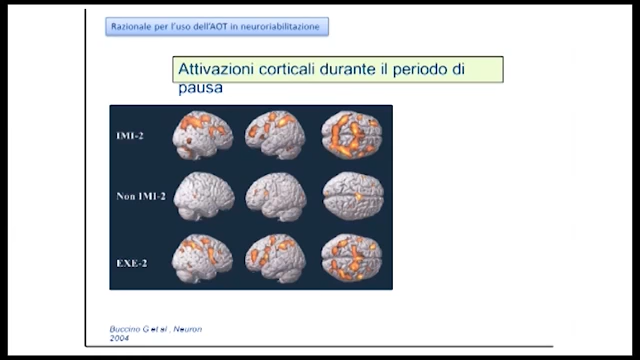 Razionale per l'uso dell'AOT in neuroriabilitazione
Attivazioni corticali durante il periodo di
pausa
IMI-2
Non IMI-2
EXE-2
Buccino G et al , Neuron
2004